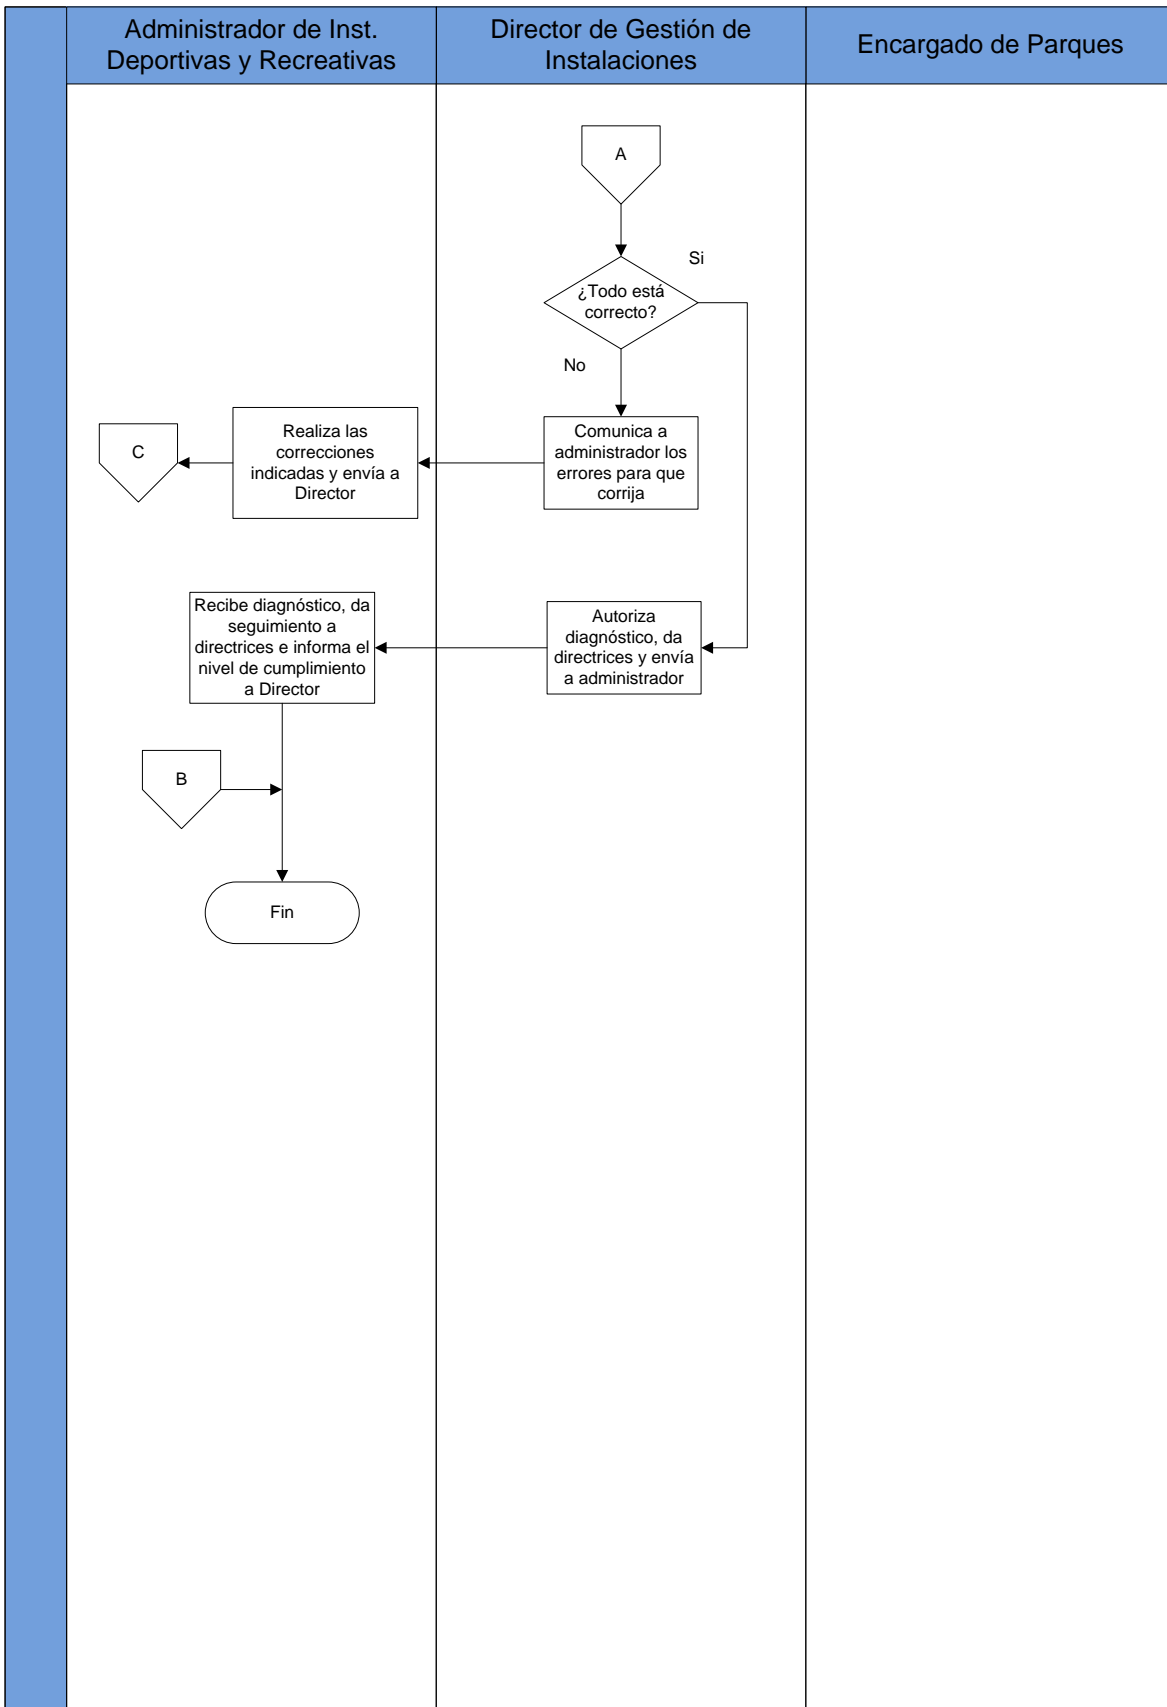 Administrador de Inst.
Deportivas y Recreativas
Director de Gestión de
Instalaciones
Encargado de Parques
A
Si
¿Todo está
correcto?
No
C
Realiza las
correcciones
indicadas y envía a
Director
Comunica a
administrador los
errores para que
corrija
Recibe diagnóstico, da
seguimiento a
directrices e informa el
nivel de cumplimiento
a Director
Autoriza
diagnóstico, da
directrices y envía
a administrador
B
Fin